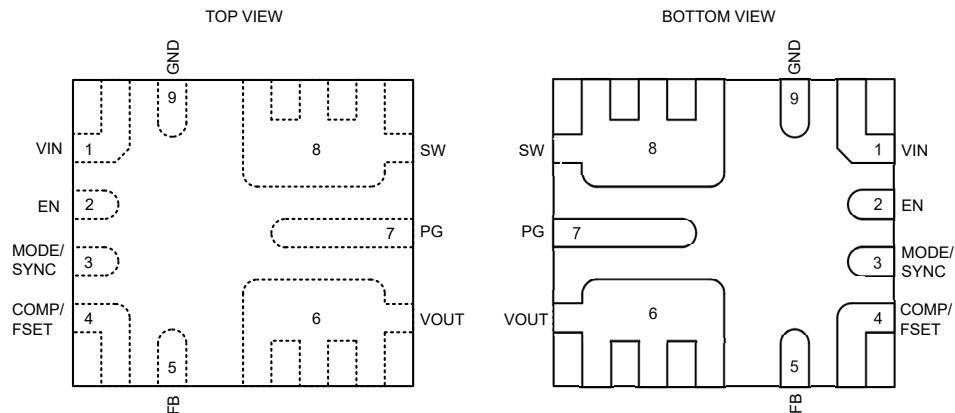 TOP VIEW
GND
9
VIN
1
8
SW
EN
2
7
PG
MODE/
SYNC
3
COMP/
FSET
4
6
VOUT
5
FB
BOTTOM VIEW
GND
9
SW
8
1
VIN
2
EN
PG
7
3
MODE/
SYNC
VOUT
6
4
COMP/
FSET
5
FB